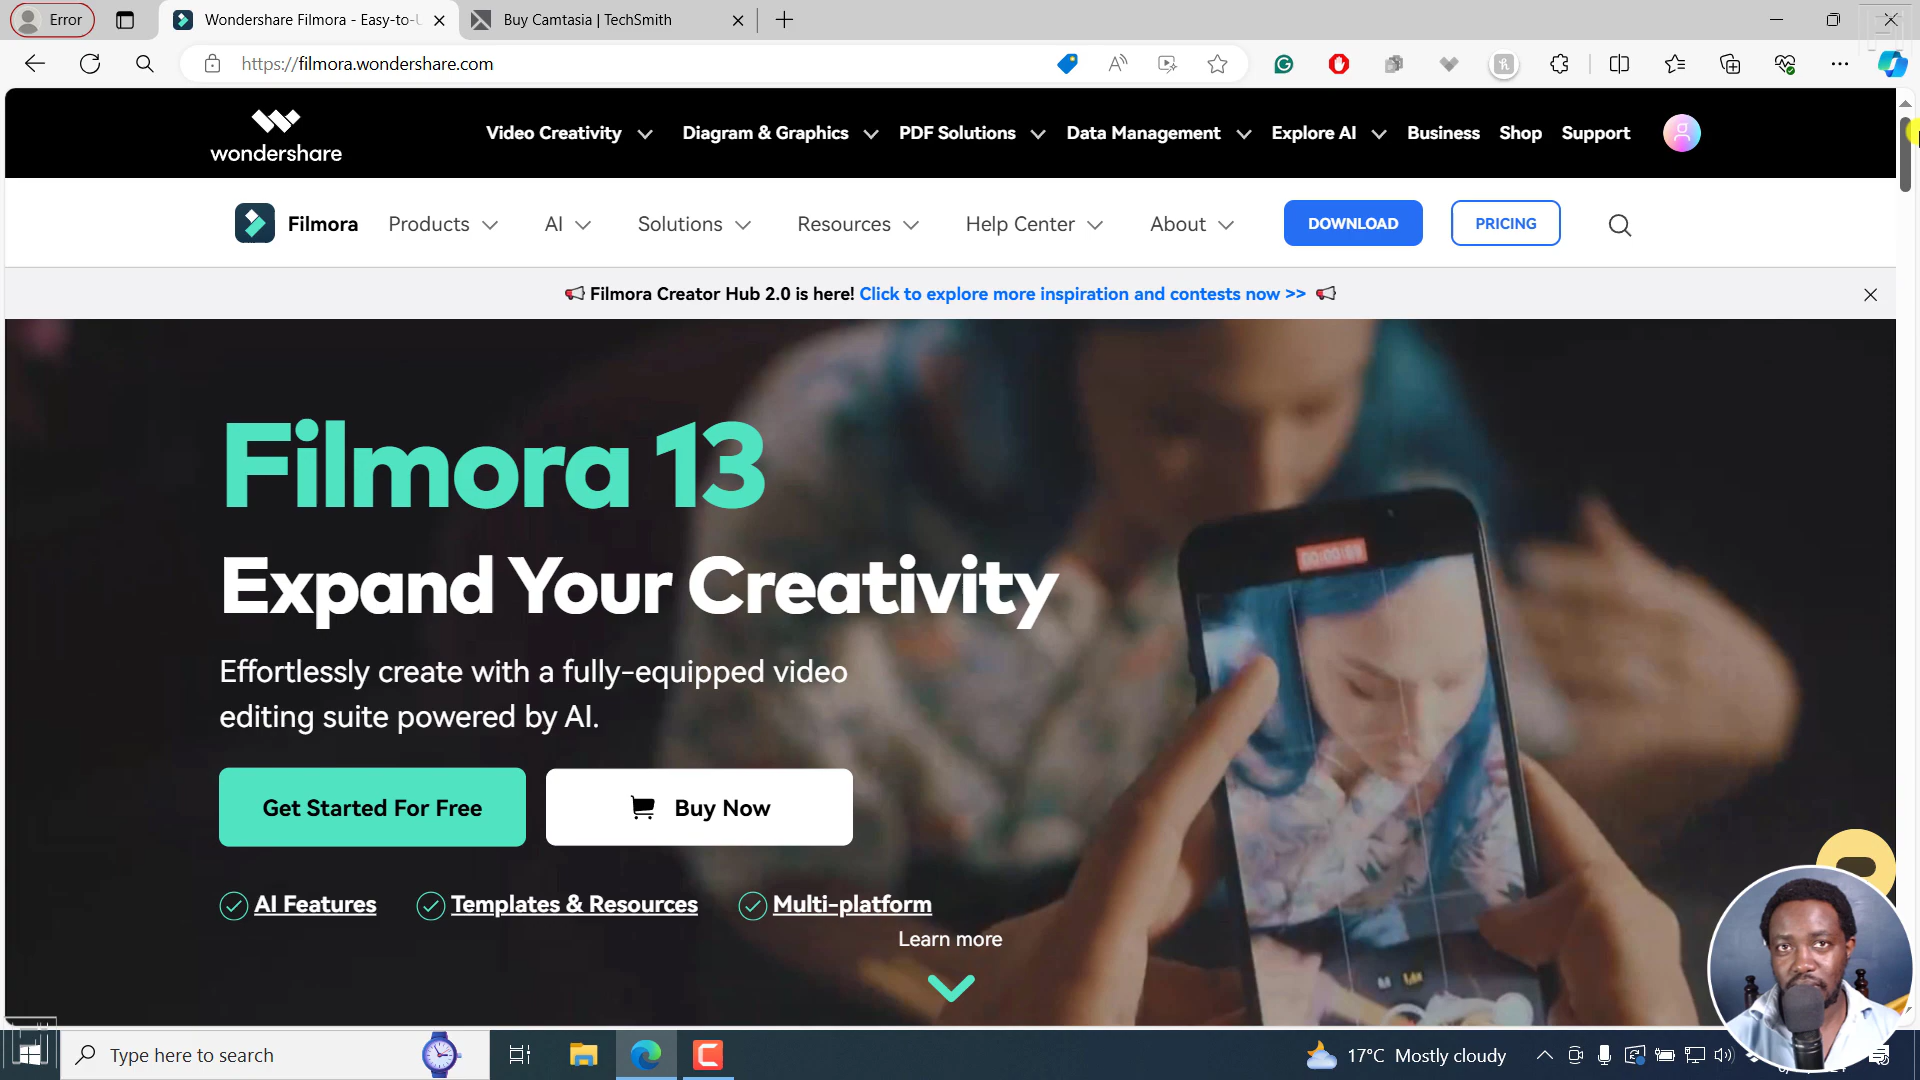 Error
Wondershare Filmora - Easy-to-U
Buy Camtasia | TechSmith
https://filmora.wondershare.com
wondershare
Video Creativity
Diagram & Graphics
PDF Solutions
Data Management
Explore AI
Business
Shop
Support
Filmora
Products
AI
Solutions
Resources
Help Center
About
DOWNLOAD
PRICING
Filmora Creator Hub 2.0 is here! Click to explore more inspiration and contests now >>
Filmora 13
Expand Your Creativity
Effortlessly create with a fully-equipped video
editing suite powered by AI.
Get Started For Free
Buy Now
AI Features
Templates & Resources
Multi-platform
Learn more
Type here to search
17°C Mostly cloudy